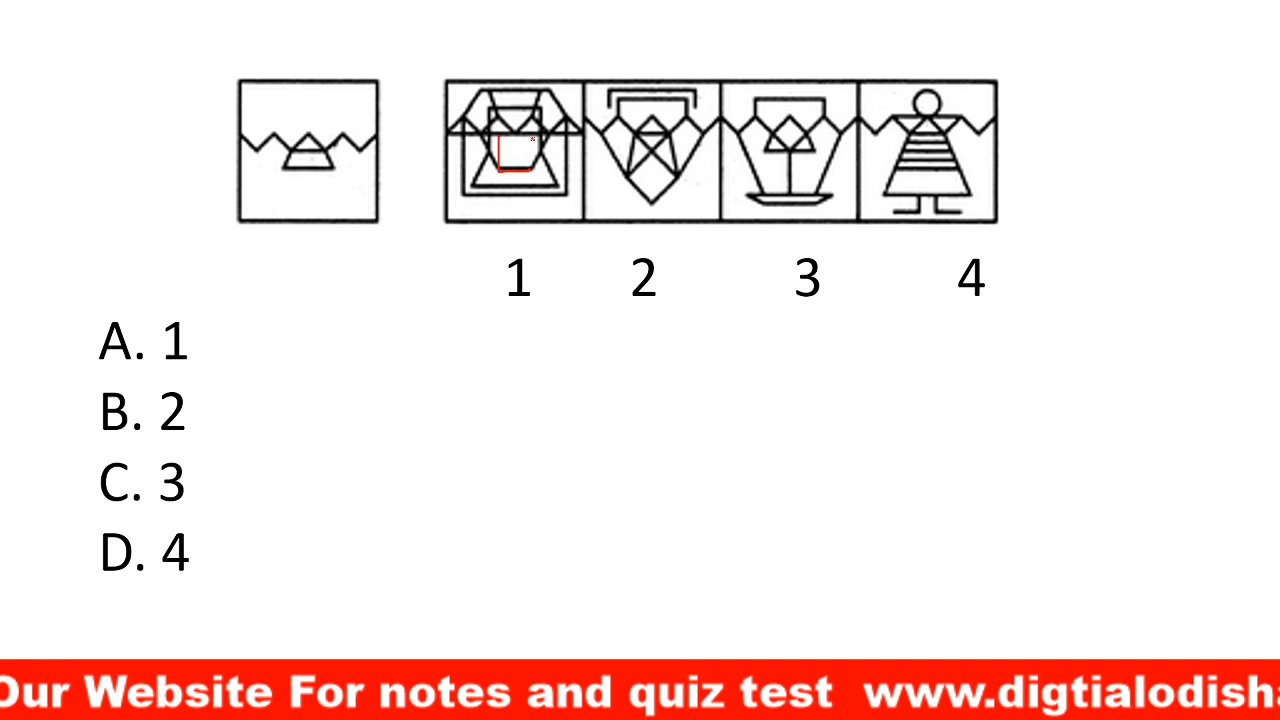 1 2 3 4
A. 1
B. 2
C. 3
D. 4
Our Website For notes and quiz test www.digtialodisha